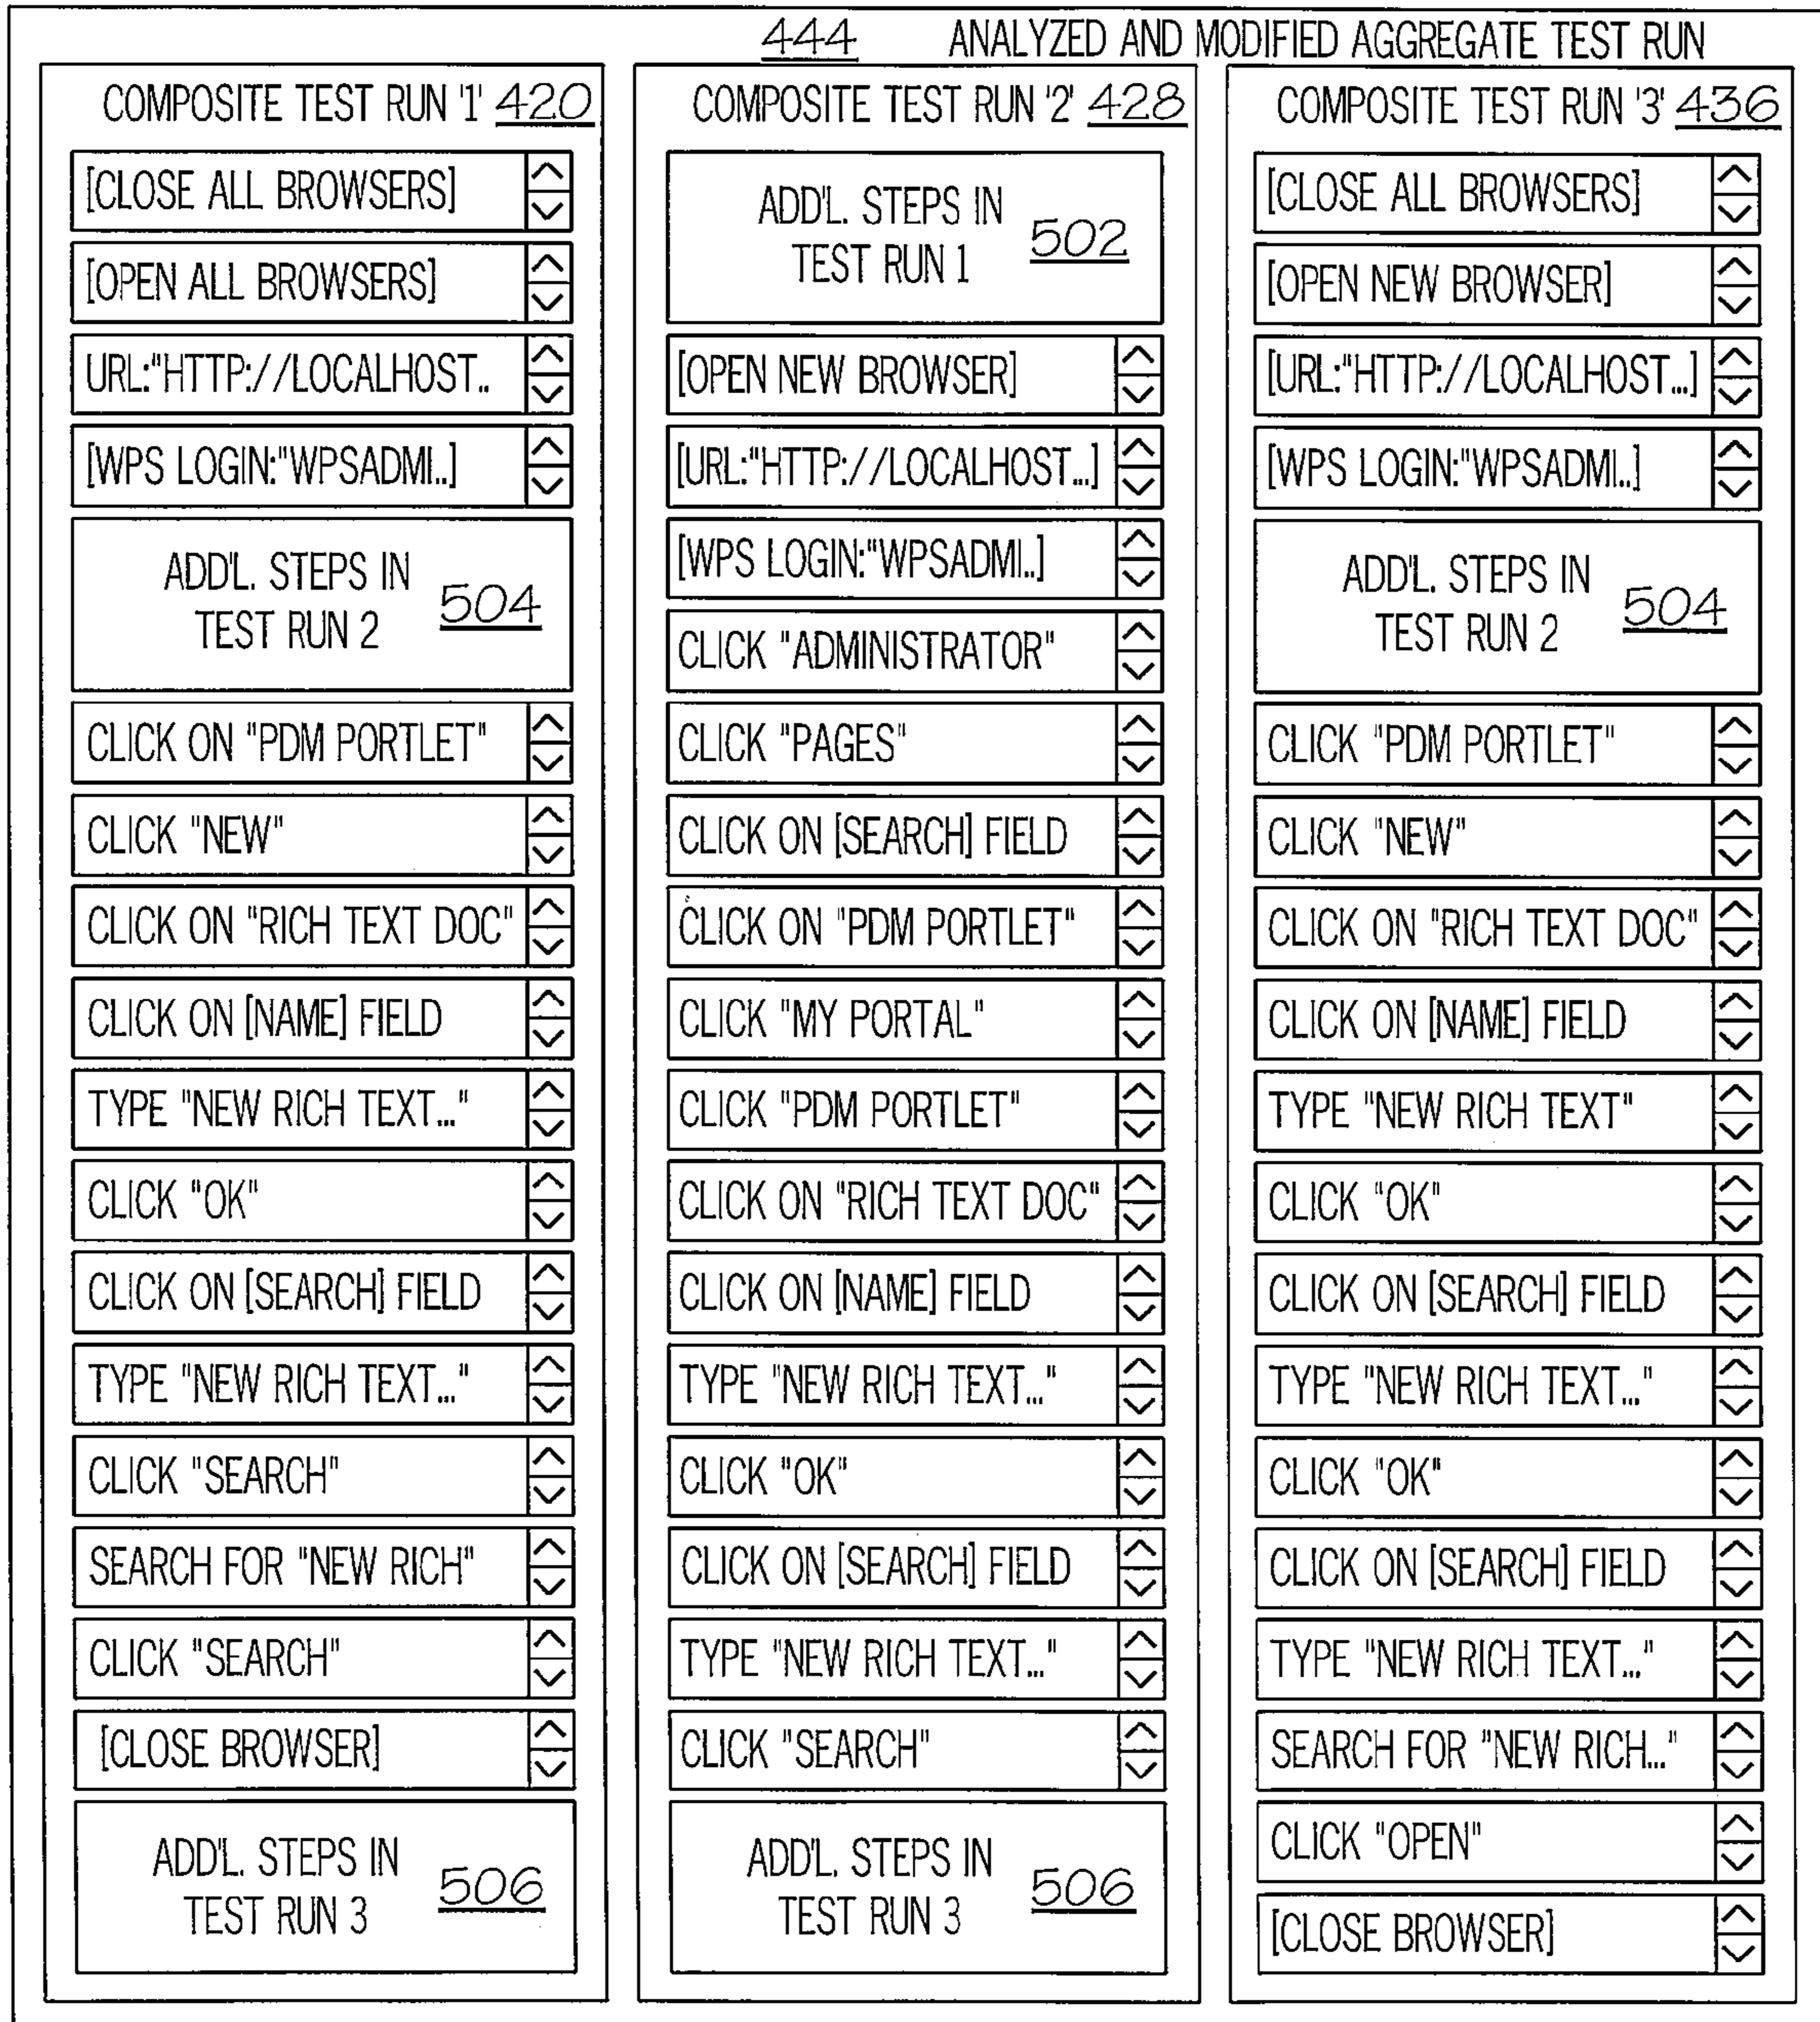 444 ANALYZED AND MODIFIED AGGREGATE TEST RUN
COMPOSITE TEST RUN '1' 420
[CLOSE ALL BROWSERS]
[OPEN ALL BROWSERS]
URL:"HTTP://LOCALHOST..
[WPS LOGIN:"WPSADMI..]
ADD'L. STEPS IN
TEST RUN 2
504
CLICK ON "PDM PORTLET"
CLICK "NEW"
CLICK ON "RICH TEXT DOC"
CLICK ON [NAME] FIELD
TYPE "NEW RICH TEXT..."
CLICK "OK"
CLICK ON [SEARCH] FIELD
TYPE "NEW RICH TEXT..."
CLICK "SEARCH"
SEARCH FOR "NEW RICH"
CLICK "SEARCH"
[CLOSE BROWSER]
ADD'L. STEPS IN
TEST RUN 3
506
COMPOSITE TEST RUN '2' 428
ADD'L. STEPS IN
TEST RUN 1
502
[OPEN NEW BROWSER]
[URL:"HTTP://LOCALHOST...]
[WPS LOGIN:"WPSADMI..]
CLICK "ADMINISTRATOR"
CLICK "PAGES"
CLICK ON [SEARCH] FIELD
CLICK ON "PDM PORTLET"
CLICK "MY PORTAL"
CLICK "PDM PORTLET"
CLICK ON "RICH TEXT DOC"
CLICK ON [NAME] FIELD
TYPE "NEW RICH TEXT..."
CLICK "OK"
CLICK ON [SEARCH] FIELD
TYPE "NEW RICH TEXT..."
CLICK "SEARCH"
ADD'L. STEPS IN
TEST RUN 3
506
COMPOSITE TEST RUN '3' 436
[CLOSE ALL BROWSERS]
[OPEN NEW BROWSER]
[URL:"HTTP://LOCALHOST...]
[WPS LOGIN:"WPSADMI..]
ADD'L. STEPS IN
TEST RUN 2
504
CLICK "PDM PORTLET"
CLICK "NEW"
CLICK ON "RICH TEXT DOC"
CLICK ON [NAME] FIELD
TYPE "NEW RICH TEXT"
CLICK "OK"
CLICK ON [SEARCH] FIELD
TYPE "NEW RICH TEXT..."
CLICK "OK"
CLICK ON [SEARCH] FIELD
TYPE "NEW RICH TEXT..."
SEARCH FOR "NEW RICH..."
CLICK "OPEN"
[CLOSE BROWSER]